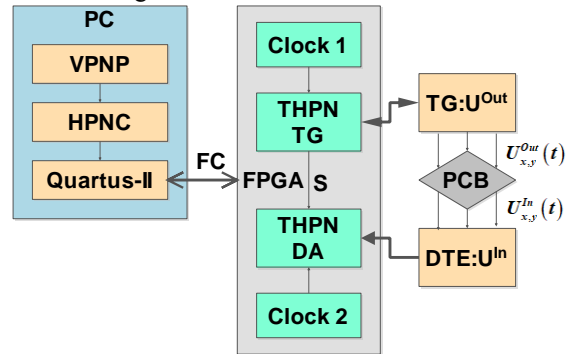 PC
VPNP
HPNC
Quartus-II
FC
FPGA
Clock 1
THPN
TG
S
THPN
DA
Clock 2
TG:U^Out
U^Out_x,y(t)
PCB
U^In_x,y(t)
DTE:U^In